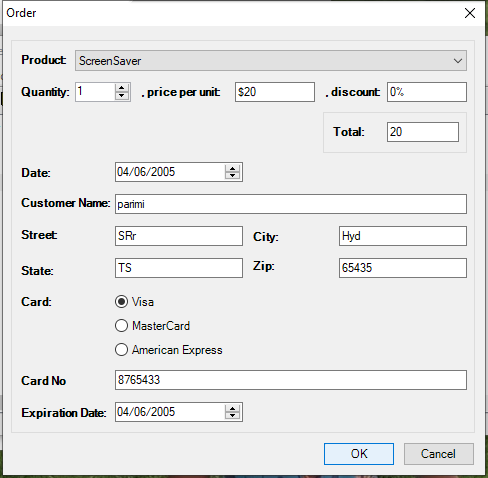 Order
Product: ScreenSaver
Quantity: 1 , price per unit: $20 , discount: 0%
Total: 20
Date: 04/06/2005
Customer Name: parimi
Street: SRr City: Hyd
State: TS Zip: 65435
Card: Visa
MasterCard
American Express
Card No 8765433
Expiration Date: 04/06/2005
OK Cancel